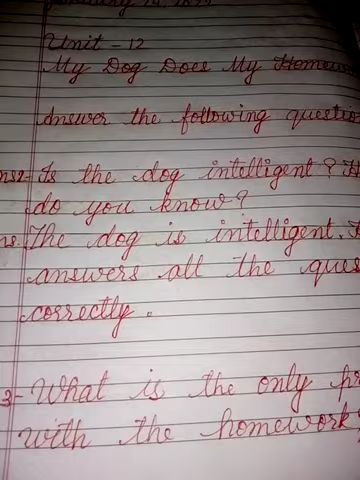 Unit - 12
My Dog Does My
Answer the following
Is the dog intelligent?
do you know?
The dog is intelligent.
answers all the
correctly.
3- What is the only
with the homework